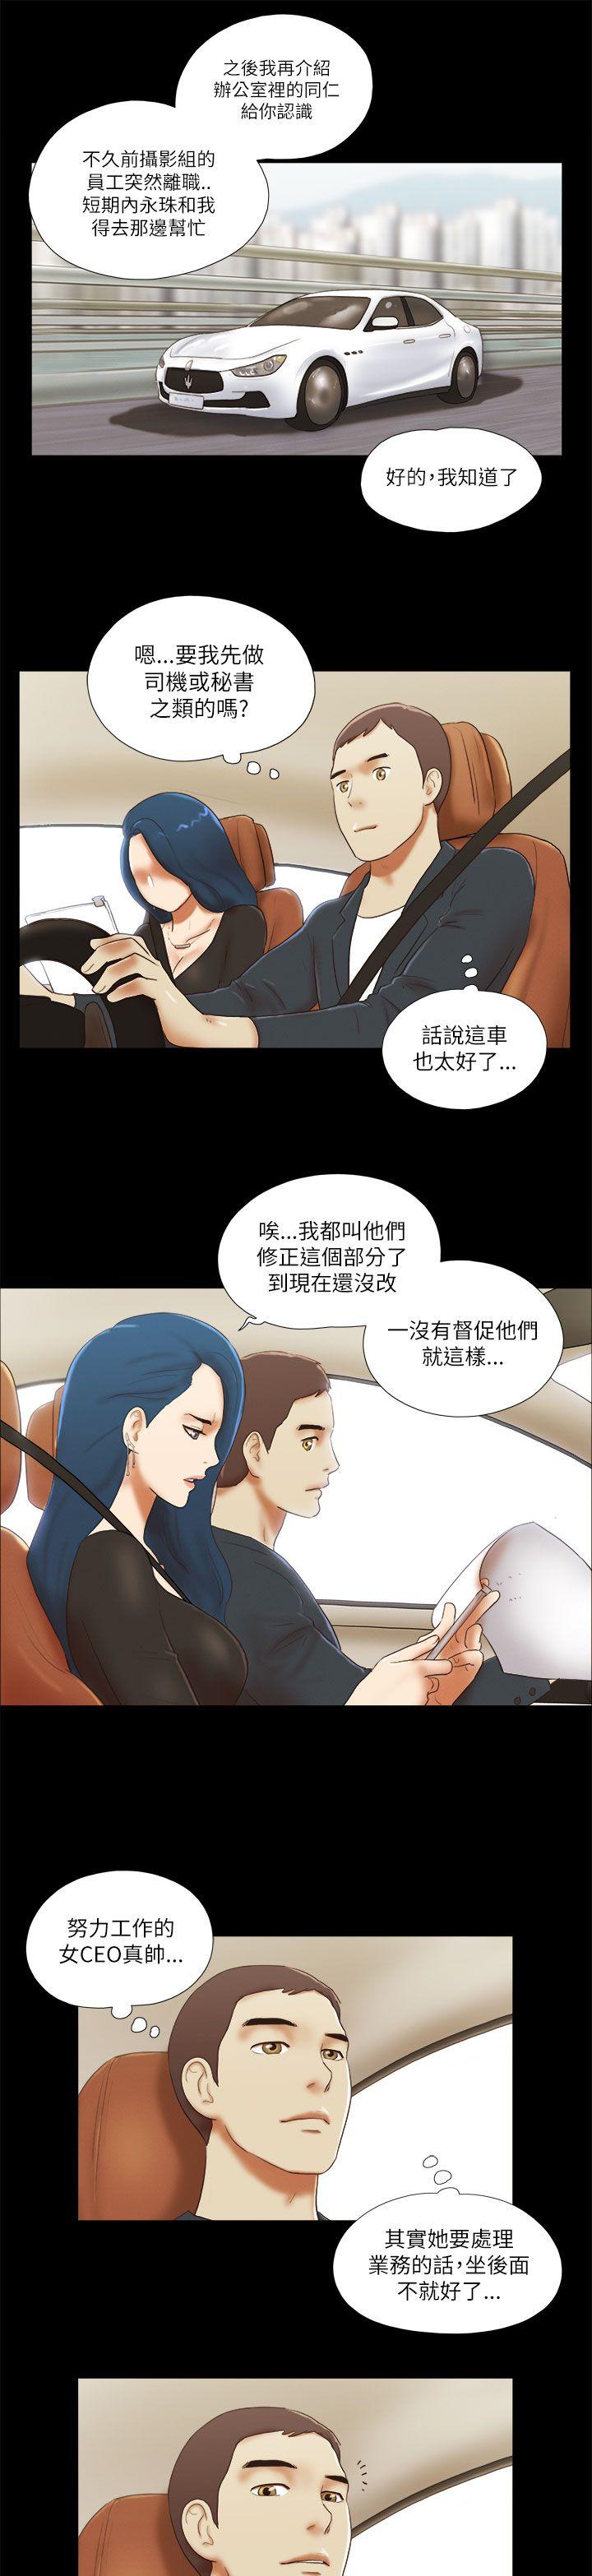 之後我再介紹
辦公室裡的同仁
給你認識
不久前攝影組的
員工突然離職..
短期內永珠和我
得去那邊幫忙
好的，我知道了
嗯...要我先做
司機或秘書
之類的嗎?
話說這車
也太好了...
唉...我都叫他們
修正這個部分了
到現在還沒改
一沒有督促他們
就這樣...
努力工作的
女CEO真帥...
其實她要處理
業務的話，坐後面
不就好了...